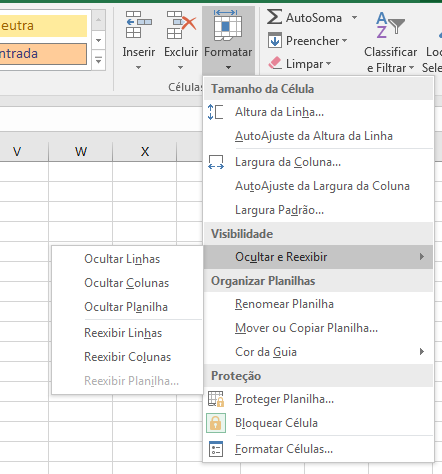 eutra
ntrada
Inserir
Excluir
Formatar
Células
AutoSoma
Preencher
Limpar
Classificar
e Filtrar
Loc
Sele
V
W
X
Tamanho da Célula
Altura da Linha...
AutoAjuste da Altura da Linha
Largura da Coluna...
AutoAjuste da Largura da Coluna
Largura Padrão...
Visibilidade
Ocultar e Reexibir
Organizar Planilhas
Renomear Planilha
Mover ou Copiar Planilha...
Cor da Guia
Proteção
Proteger Planilha...
Bloquear Célula
Formatar Células...
Ocultar Linhas
Ocultar Colunas
Ocultar Planilha
Reexibir Linhas
Reexibir Colunas
Reexibir Planilha...